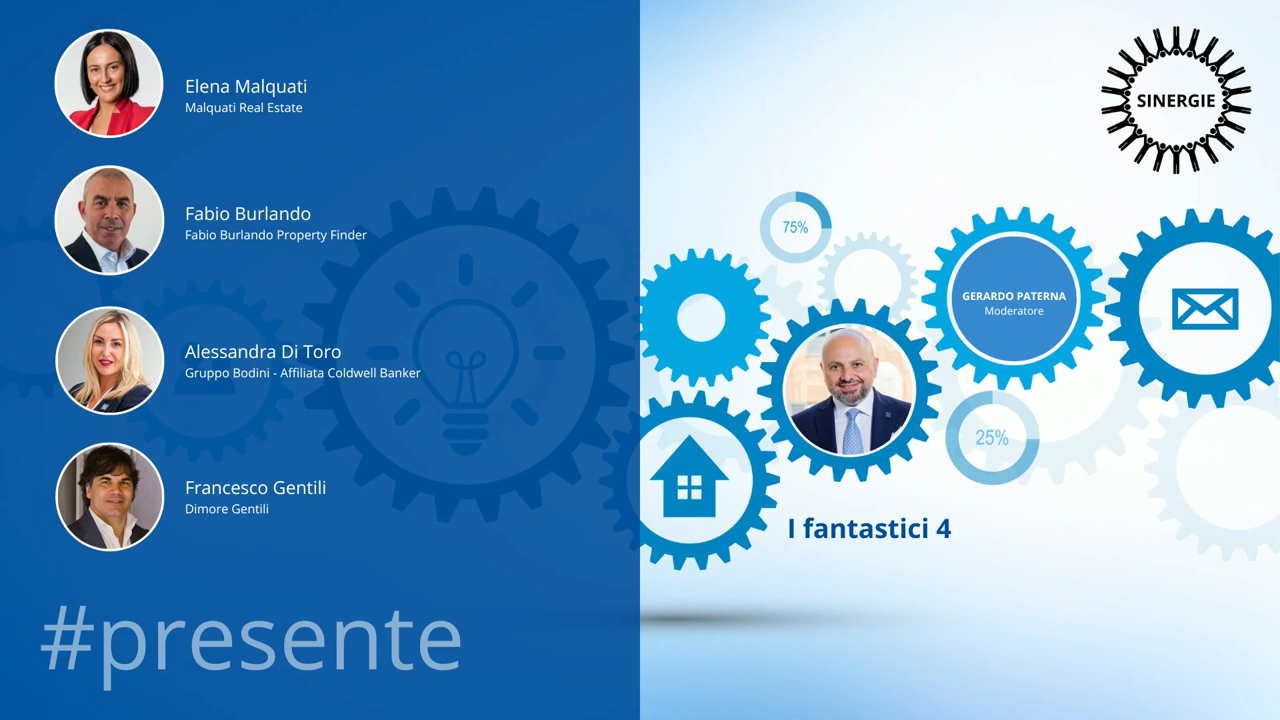 Elena Malquati
Malquati Real Estate
Fabio Burlando
Fabio Burlando Property Finder
Alessandra Di Toro
Gruppo Bodini - Affiliata Coldwell Banker
Francesco Gentili
Dimore Gentili
#presente
SINERGIE
75%
GERARDO PATERNA
Moderatore
25%
I fantastici 4